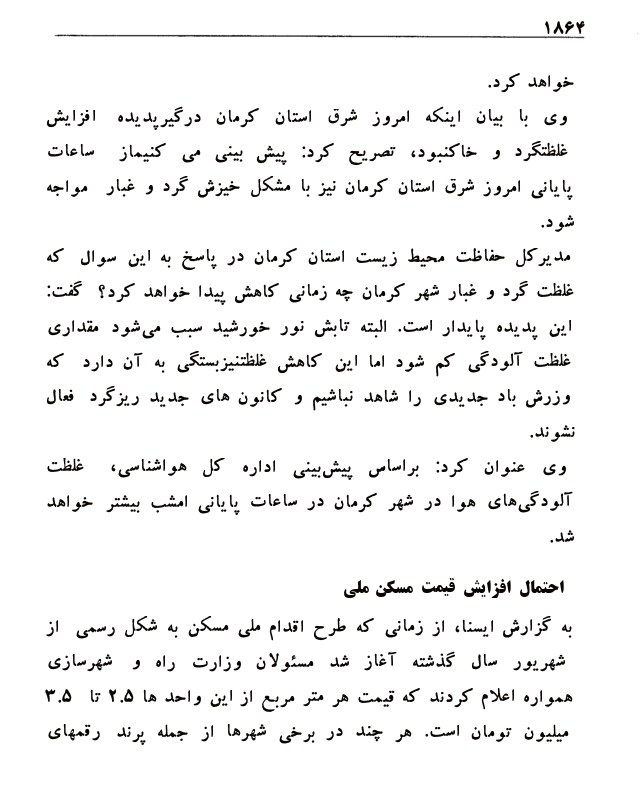 ۱۸۶۴
خواهد کرد.
وی با بیان اینکه امروز شرق استان کرمان درگیرپدیده افزایش
غلظتگرد و خاکنبود، تصریح کرد: پیش بینی می کنیماز ساعات
پایانی امروز شرق استان کرمان نیز با مشکل خیزش گرد و غبار مواجه
شود.
مدیرکل حفاظت محیط زیست استان کرمان در پاسخ به این سوال که
غلظت گرد و غبار شهر کرمان چه زمانی کاهش پیدا خواهد کرد؟ گفت:
این پدیده پایدار است. البته تابش نور خورشید سبب می‌شود مقداری
غلظت آلودگی کم شود اما این کاهش غلظتنیزبستگی به آن دارد که
وزرش باد جدیدی را شاهد نباشیم و کانون های جدید ریزگرد فعال
نشوند.
وی عنوان کرد: براساس پیش‌بینی اداره کل هواشناسی، غلظت
آلودگی‌های هوا در شهر کرمان در ساعات پایانی امشب بیشتر خواهد
شد.
احتمال افزایش قیمت مسکن ملی
به گزارش ایسنا، از زمانی که طرح اقدام ملی مسکن به شکل رسمی از
شهریور سال گذشته آغاز شد مسئولان وزارت راه و شهرسازی
همواره اعلام کردند که قیمت هر متر مربع از این واحد ها ۲.۵ تا ۳.۵
میلیون تومان است. هر چند در برخی شهرها از جمله پرند رقمهای